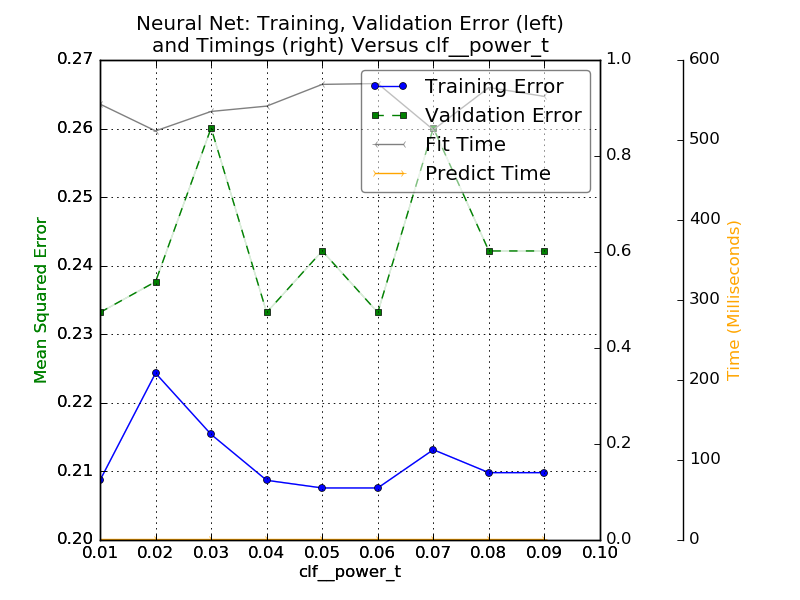 Neural Net: Training, Validation Error (left)
and Timings (right) Versus clf__power_t
Training Error
Validation Error
Fit Time
Predict Time
Mean Squared Error
0.27
0.26
0.25
0.24
0.23
0.22
0.21
0.20
0.01 0.02 0.03 0.04 0.05 0.06 0.07 0.08 0.09 0.10
clf__power_t
1.0
0.8
0.6
0.4
0.2
0.0
600
500
400
300
200
100
0
Time (Milliseconds)